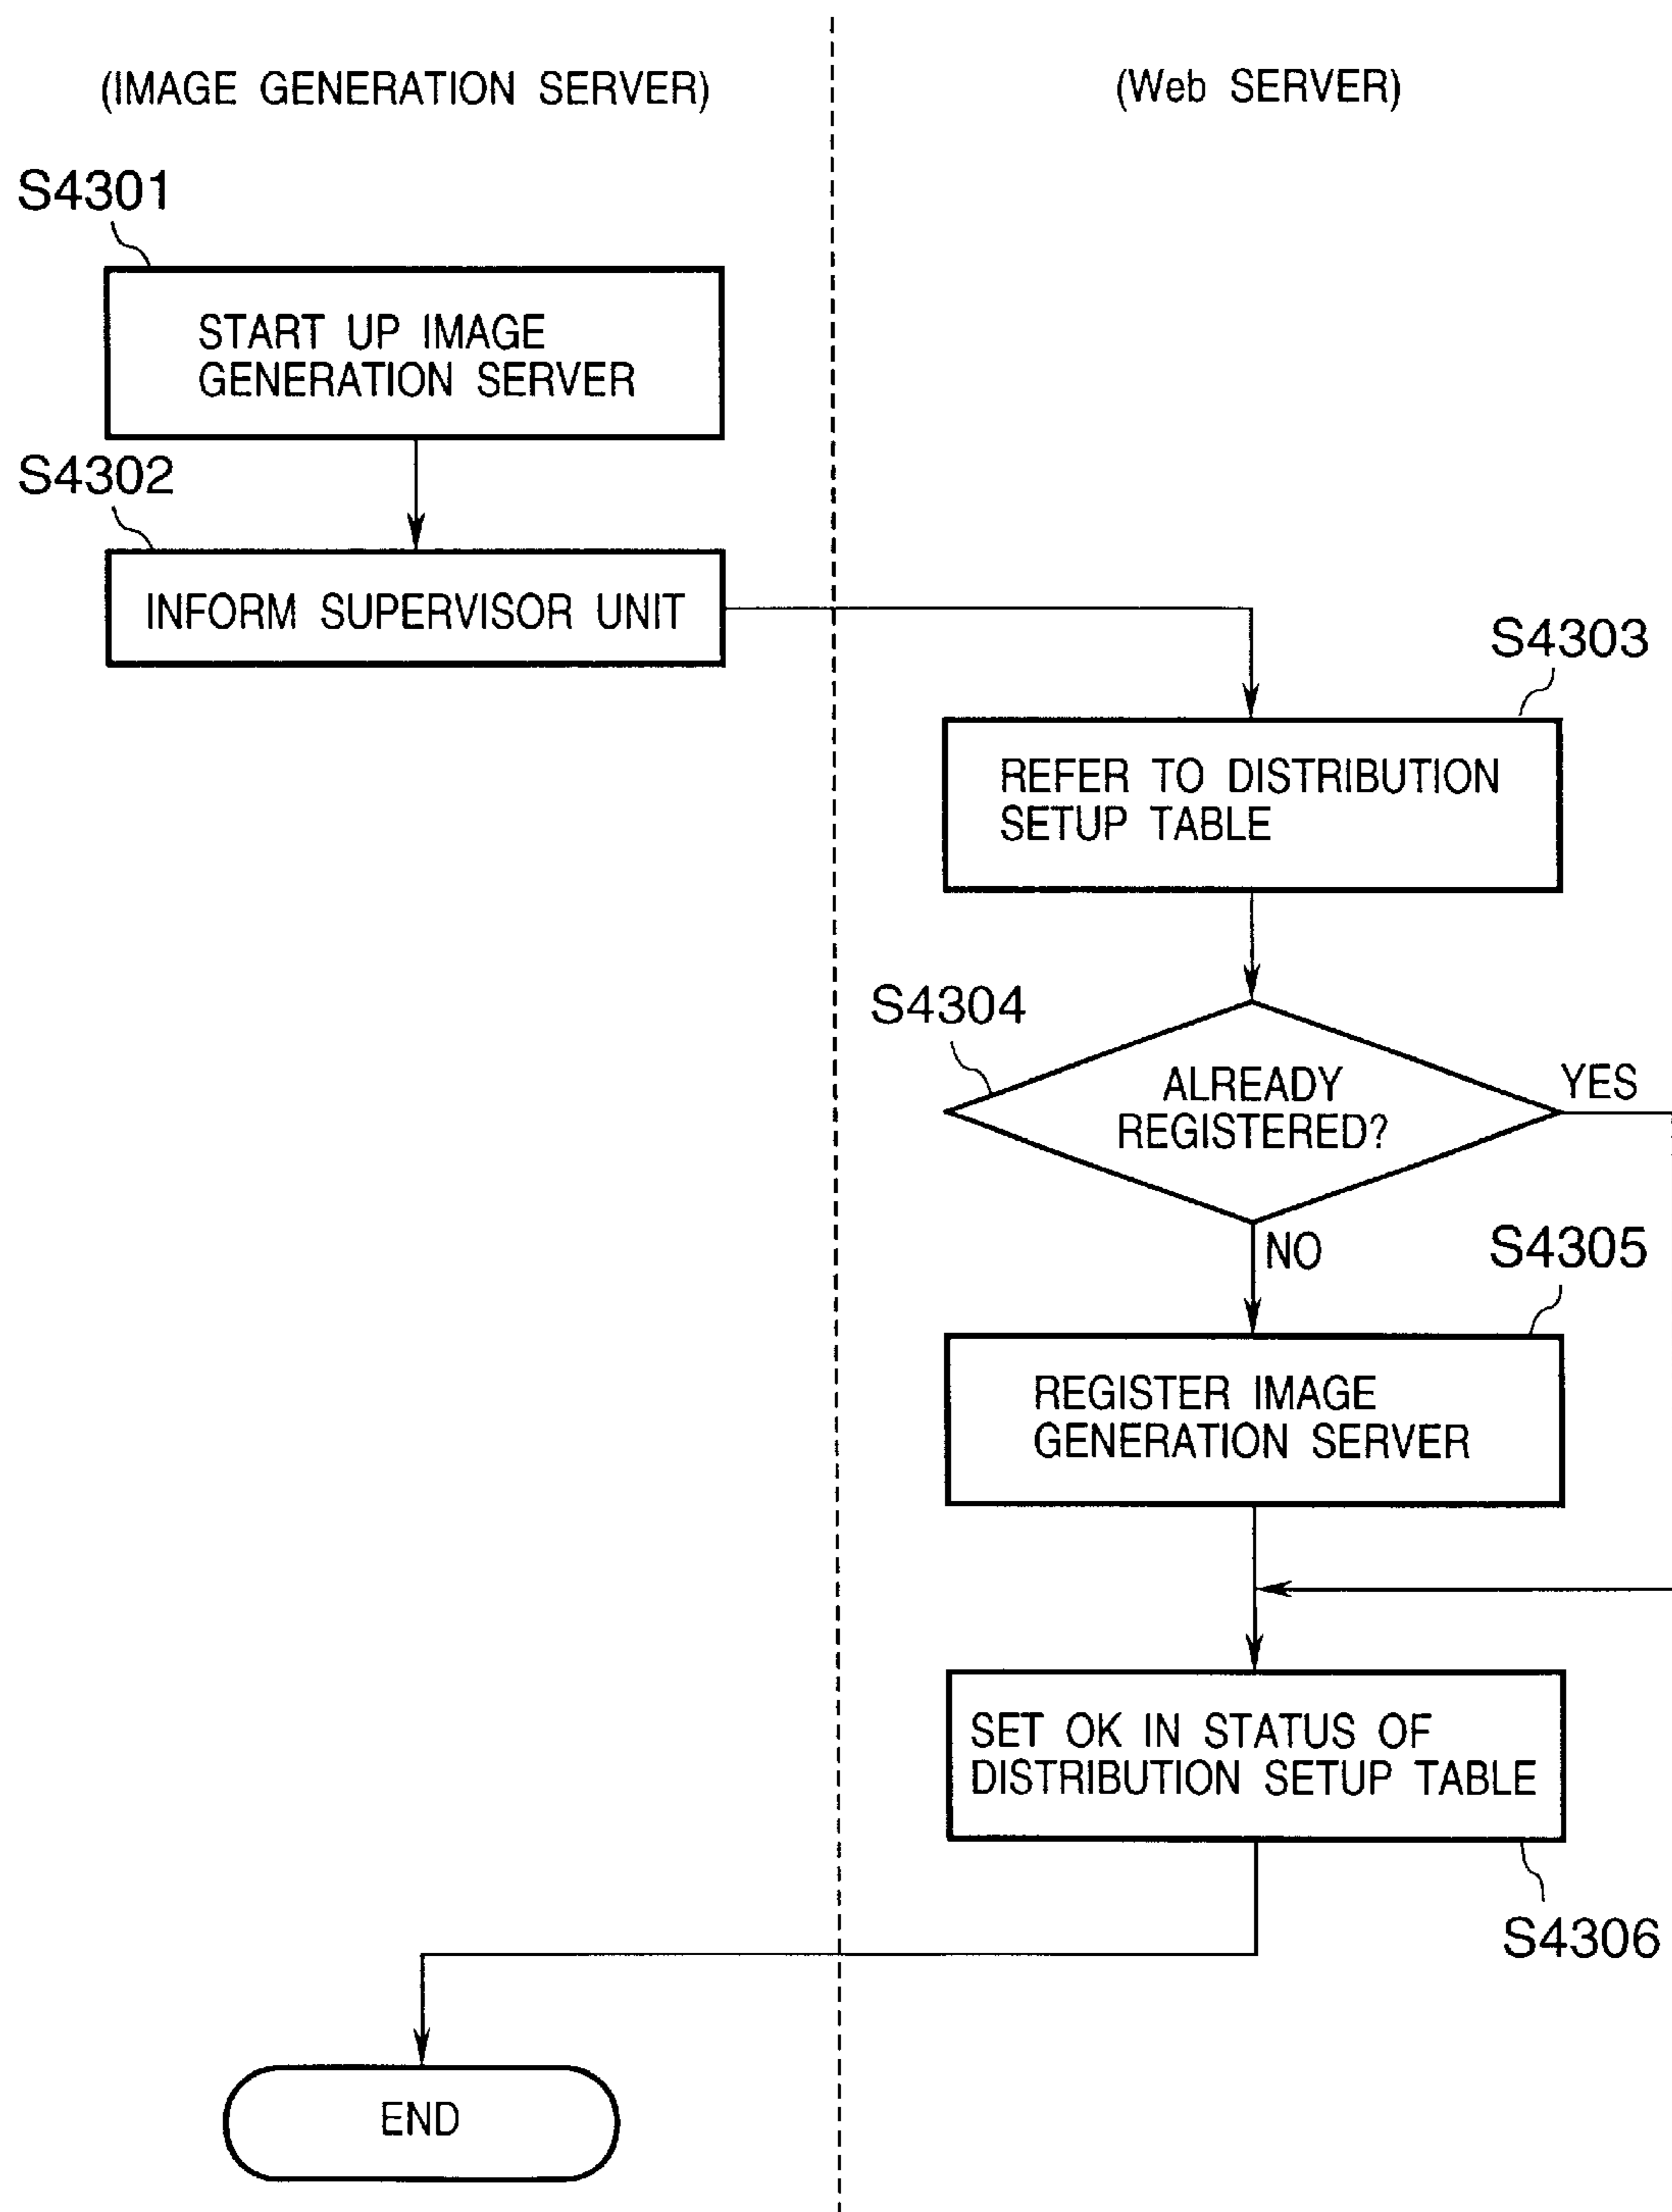 (IMAGE GENERATION SERVER)
(Web SERVER)
S4301
START UP IMAGE
GENERATION SERVER
S4302
INFORM SUPERVISOR UNIT
S4303
REFER TO DISTRIBUTION
SETUP TABLE
S4304
ALREADY
REGISTERED?
YES
NO
S4305
REGISTER IMAGE
GENERATION SERVER
SET OK IN STATUS OF
DISTRIBUTION SETUP TABLE
S4306
END